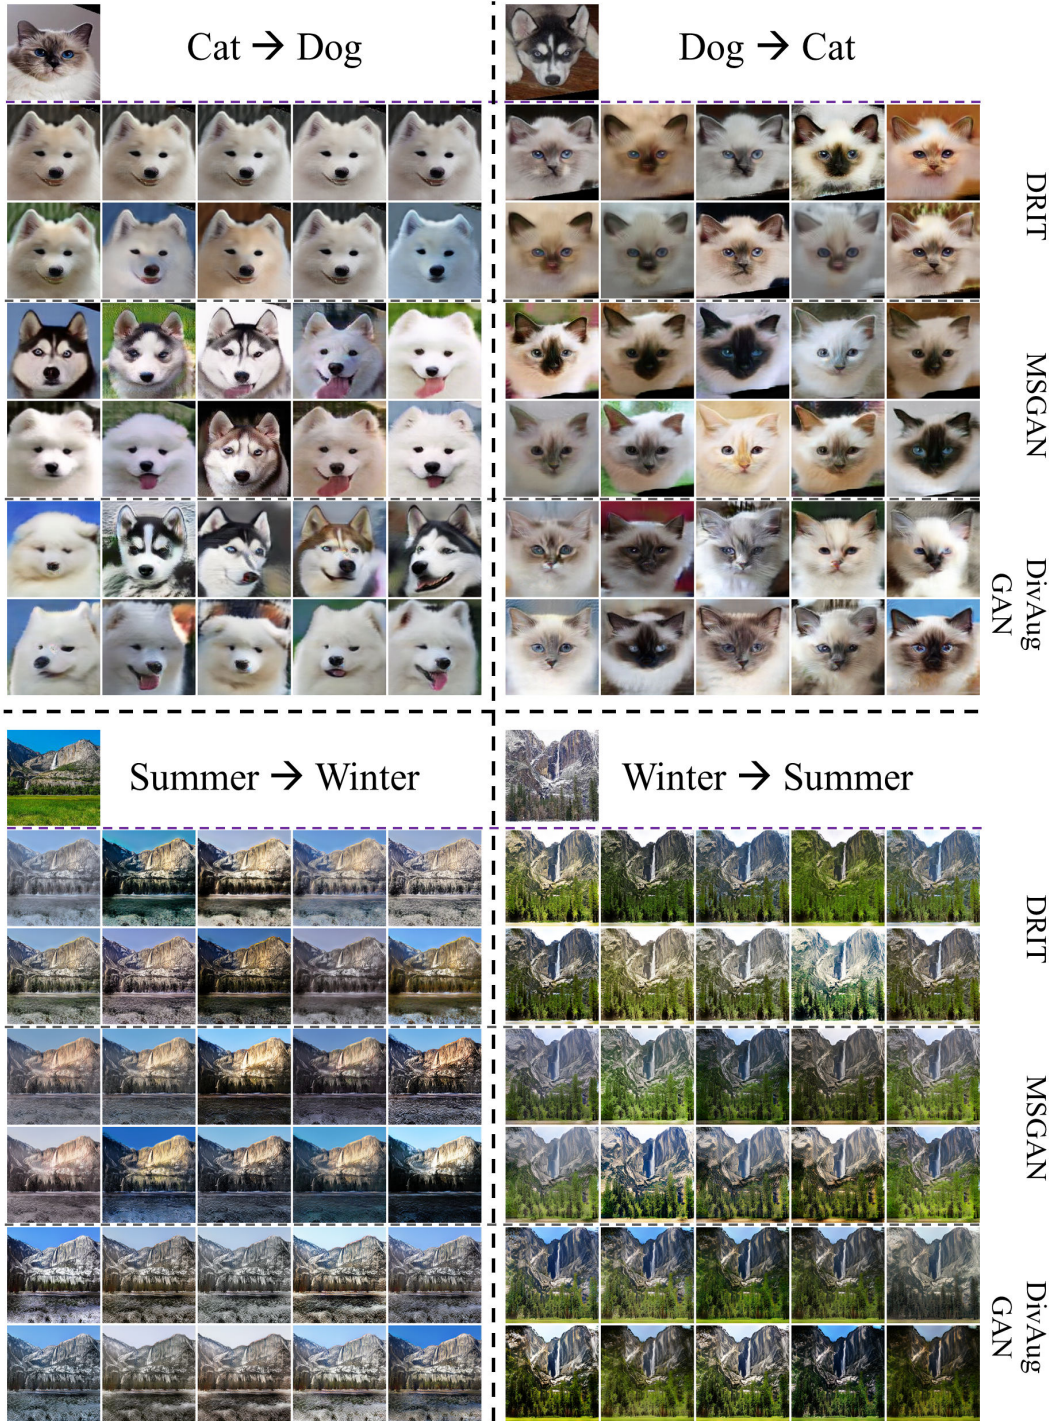 Cat → Dog
Dog → Cat
DRIT
MSGAN
DivAug
GAN
Summer → Winter
Winter → Summer
DRIT
MSGAN
DivAug
GAN